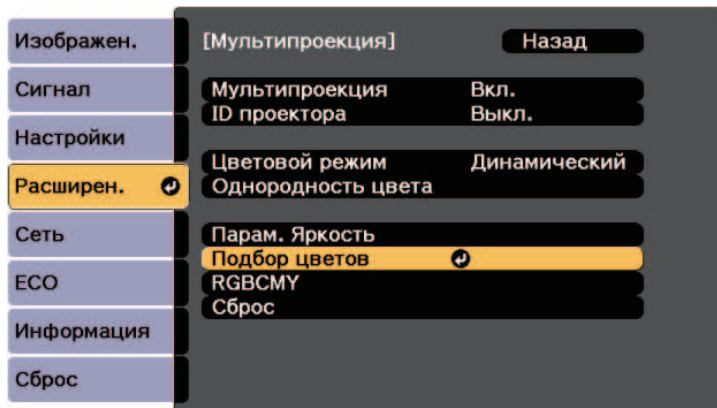 Изображен.
Сигнал
Настройки
Расширен.
Сеть
ECO
Информация
Сброс
[Мультипроекция] Назад
Мультипроекция Вкл.
ID проектора Выкл.
Цветовой режим Динамический
Однородность цвета
Парам. Яркость
Подбор цветов
RGBCMY
Сброс